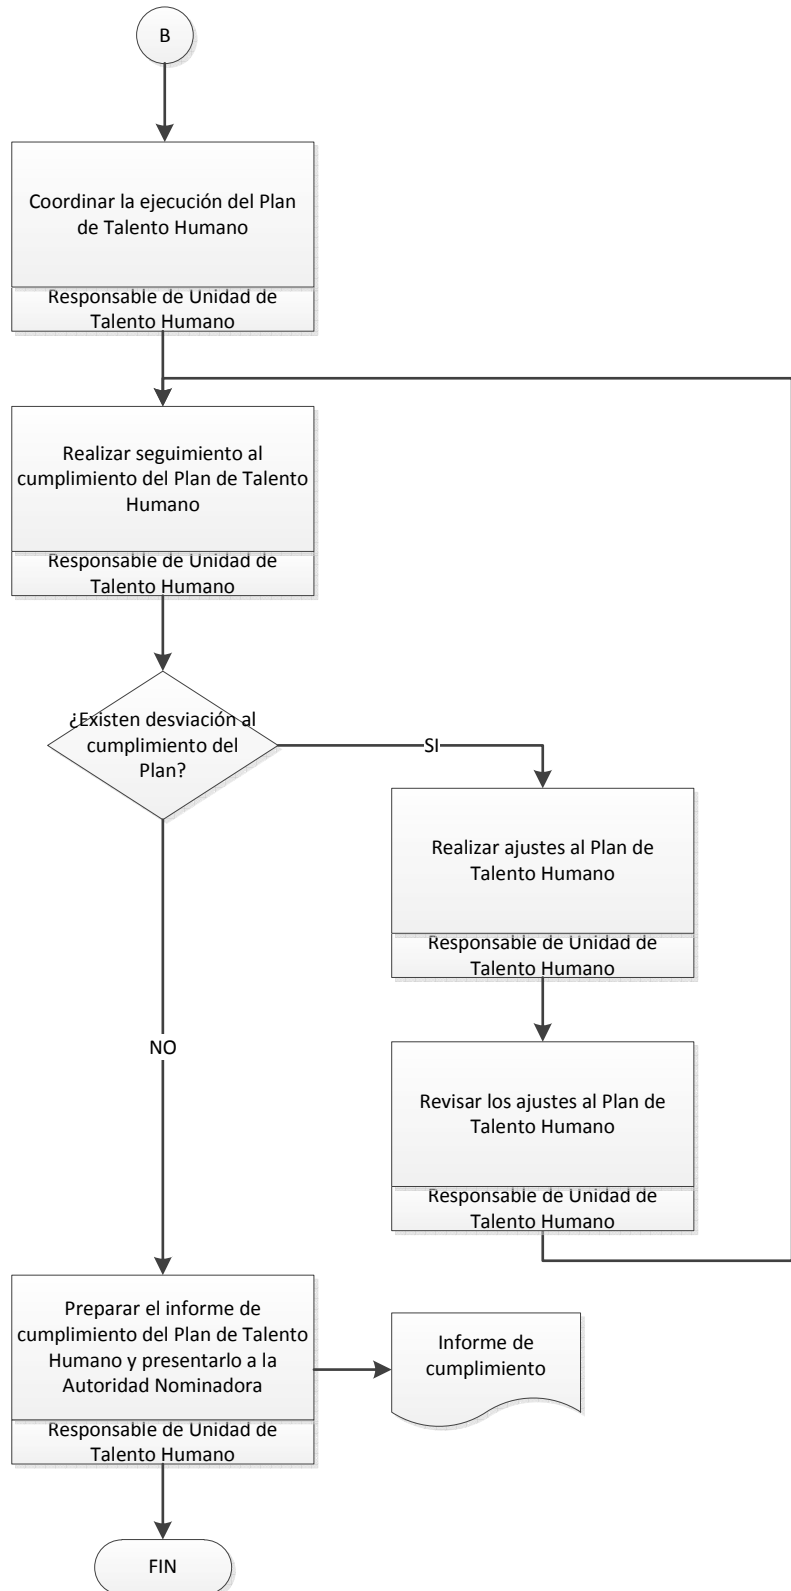 B
Coordinar la ejecución del Plan
de Talento Humano
Responsable de Unidad de
Talento Humano
Realizar seguimiento al
cumplimiento del Plan de Talento
Humano
Responsable de Unidad de
Talento Humano
¿Existen desviación al
cumplimiento del
Plan?
SI
Realizar ajustes al Plan de
Talento Humano
Responsable de Unidad de
Talento Humano
NO
Revisar los ajustes al Plan de
Talento Humano
Responsable de Unidad de
Talento Humano
Preparar el informe de
cumplimiento del Plan de Talento
Humano y presentarlo a la
Autoridad Nominadora
Responsable de Unidad de
Talento Humano
Informe de
cumplimiento
FIN